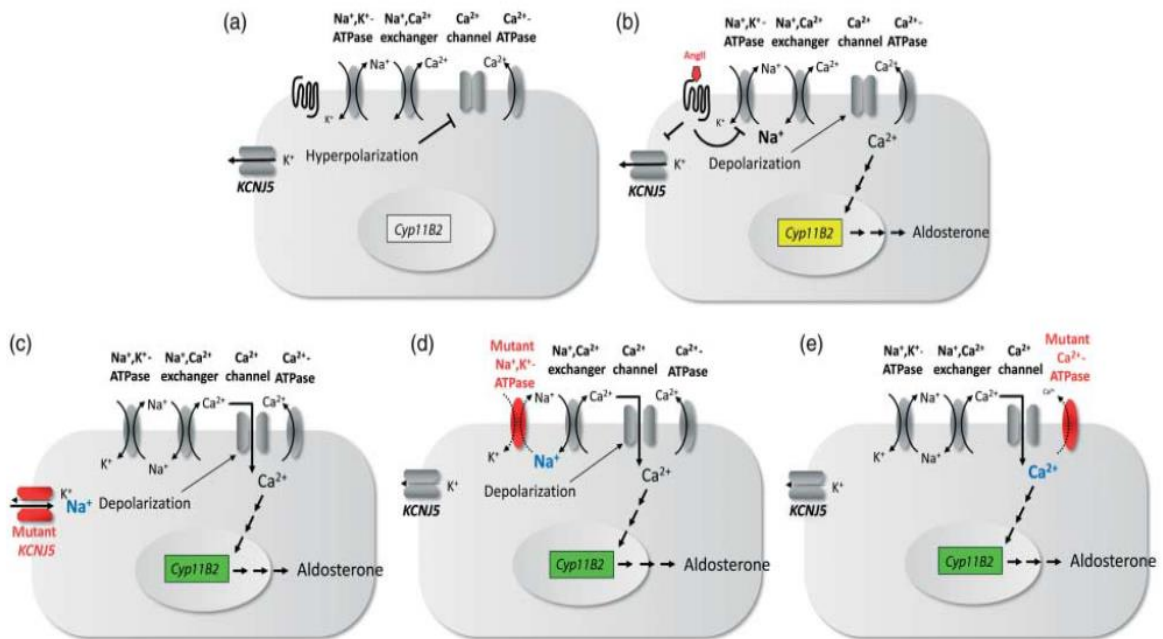 (a)
Na⁺,K⁺- Na⁺,Ca²⁺ Ca²⁺ Ca²⁺-
ATPase exchanger channel ATPase
Na⁺ Ca²⁺ Ca²⁺
K⁺
Hyperpolarization
K⁺
KCNJ5
Cyp11B2
(b)
Na⁺,K⁺- Na⁺,Ca²⁺ Ca²⁺ Ca²⁺-
ATPase exchanger channel ATPase
AngII
Na⁺ Ca²⁺ Ca²⁺
K⁺ Na⁺ Ca²⁺
Depolarization
K⁺
KCNJ5
Cyp11B2 Aldosterone
(c)
Na⁺,K⁺- Na⁺,Ca²⁺ Ca²⁺ Ca²⁺-
ATPase exchanger channel ATPase
Na⁺ Ca²⁺ Ca²⁺
K⁺ Na⁺
Ca²⁺
K⁺
Na⁺ Depolarization
Mutant
KCNJ5
Cyp11B2 Aldosterone
(d)
Mutant
Na⁺,K⁺- Na⁺,Ca²⁺ Ca²⁺ Ca²⁺-
ATPase exchanger channel ATPase
Na⁺ Ca²⁺ Ca²⁺
K⁺ Na⁺
Ca²⁺
K⁺ Depolarization
KCNJ5
Cyp11B2 Aldosterone
(e)
Mutant
Na⁺,K⁺- Na⁺,Ca²⁺ Ca²⁺ Ca²⁺-
ATPase exchanger channel ATPase
Na⁺ Ca²⁺ Ca²⁺
K⁺ Na⁺ Ca²⁺
K⁺
KCNJ5
Cyp11B2 Aldosterone